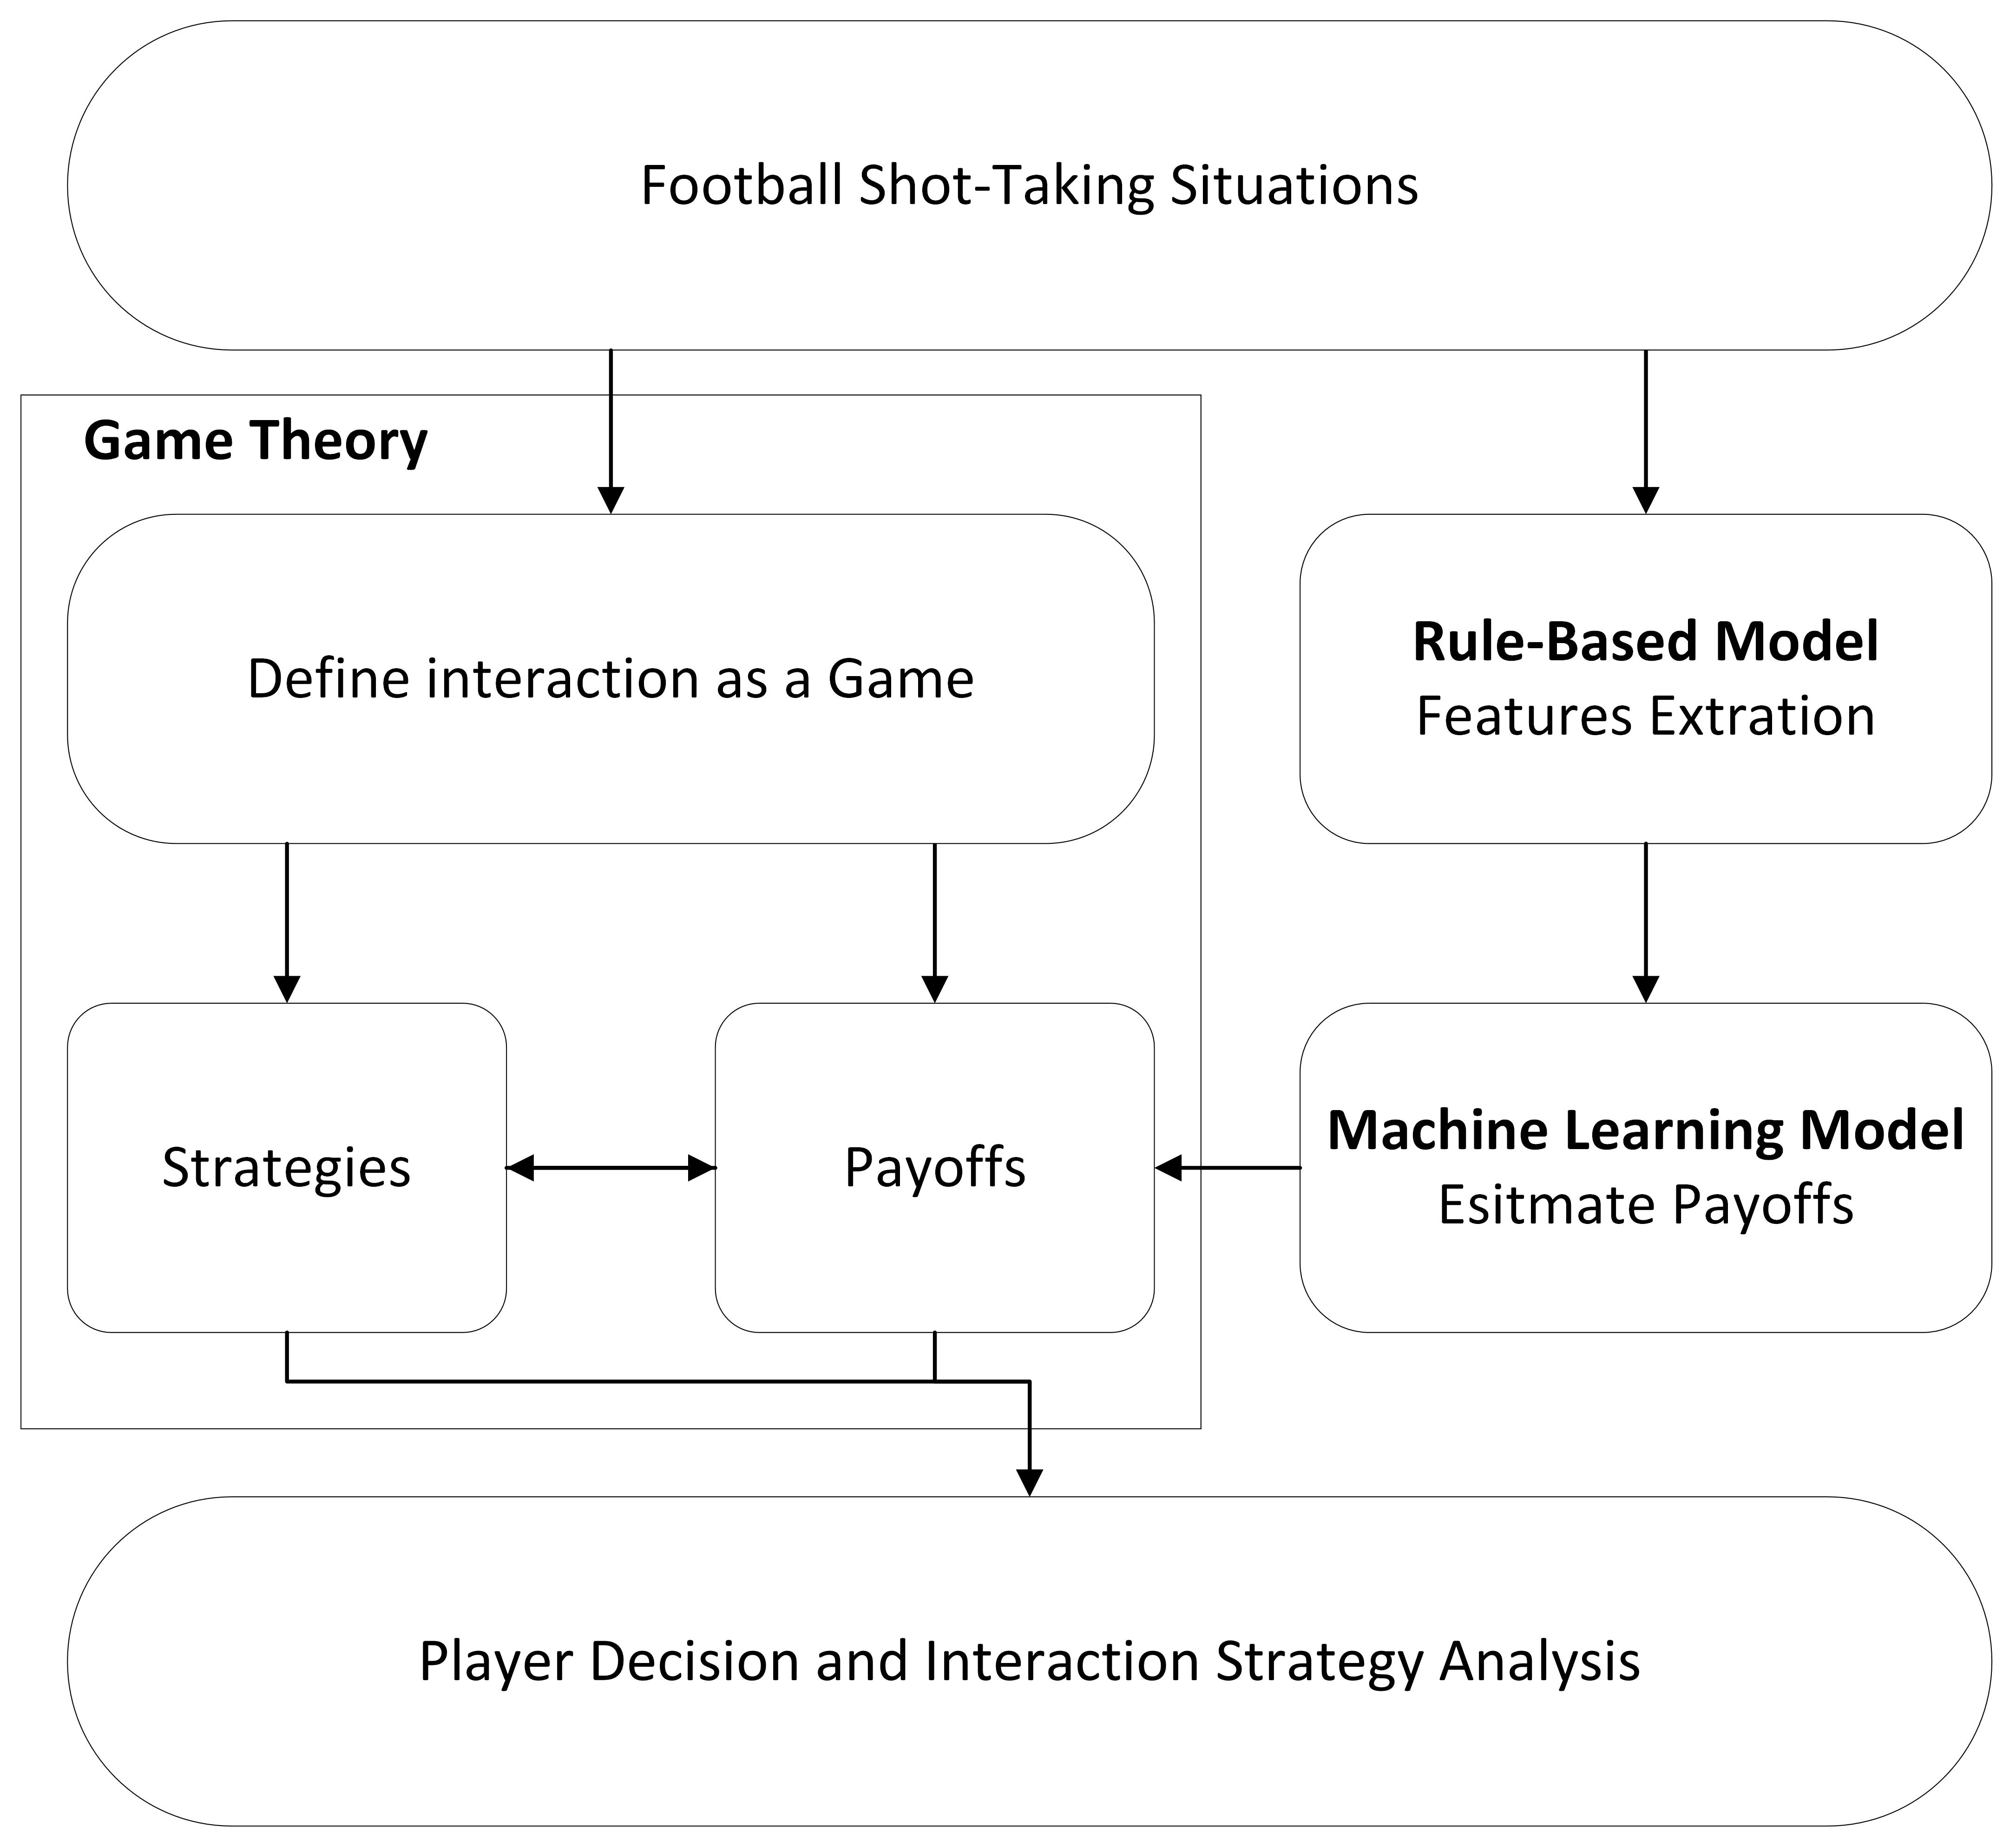 Football Shot-Taking Situations
Game Theory
Define interaction as a Game
Rule-Based Model
Features Extration
Strategies
Payoffs
Machine Learning Model
Esitmate Payoffs
Player Decision and Interaction Strategy Analysis